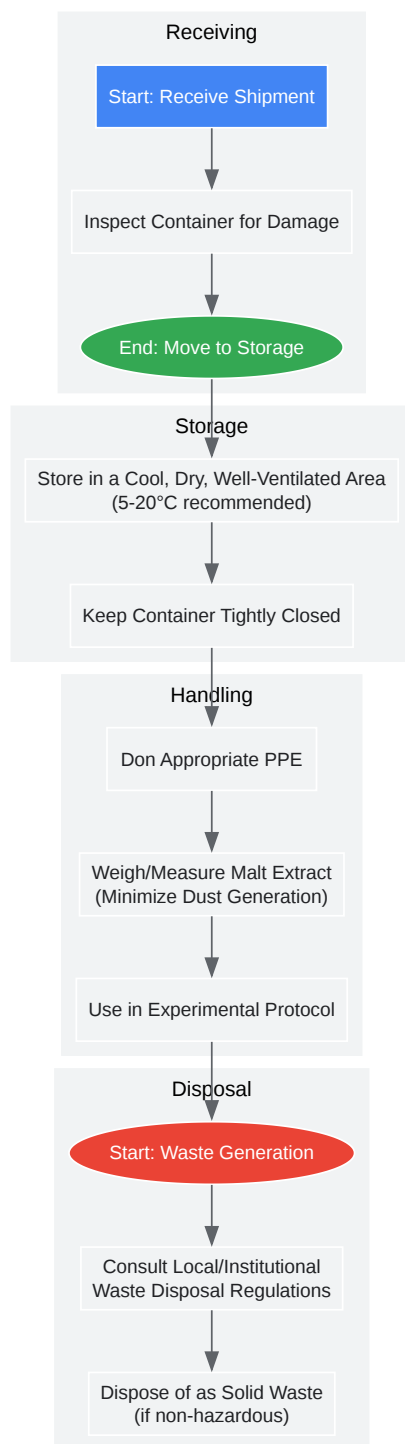 Receiving
Start: Receive Shipment
Inspect Container for Damage
End: Move to Storage
Storage
Store in a Cool, Dry, Well-Ventilated Area
(5-20°C recommended)
Keep Container Tightly Closed
Handling
Don Appropriate PPE
Weigh/Measure Malt Extract
(Minimize Dust Generation)
Use in Experimental Protocol
Disposal
Start: Waste Generation
Consult Local/Institutional
Waste Disposal Regulations
Dispose of as Solid Waste
(if non-hazardous)